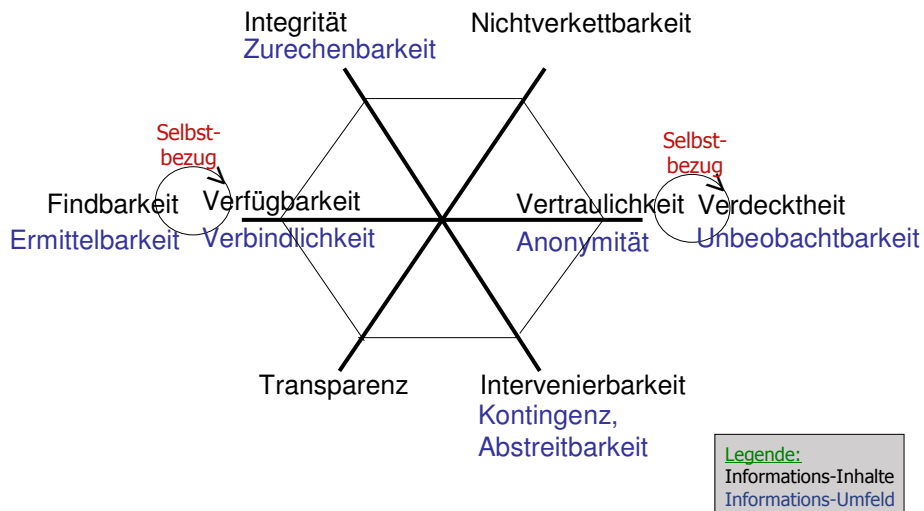 Integrität
Zurechenbarkeit
Nichtverkettbarkeit
Selbst-
bezug
Findbarkeit
Ermittelbarkeit
Verfügbarkeit
Verbindlichkeit
Vertraulichkeit
Anonymität
Selbst-
bezug
Verdecktheit
Unbeobachtbarkeit
Transparenz
Intervenierbarkeit
Kontingenz,
Abstreitbarkeit
Legende:
Informations-Inhalte
Informations-Umfeld